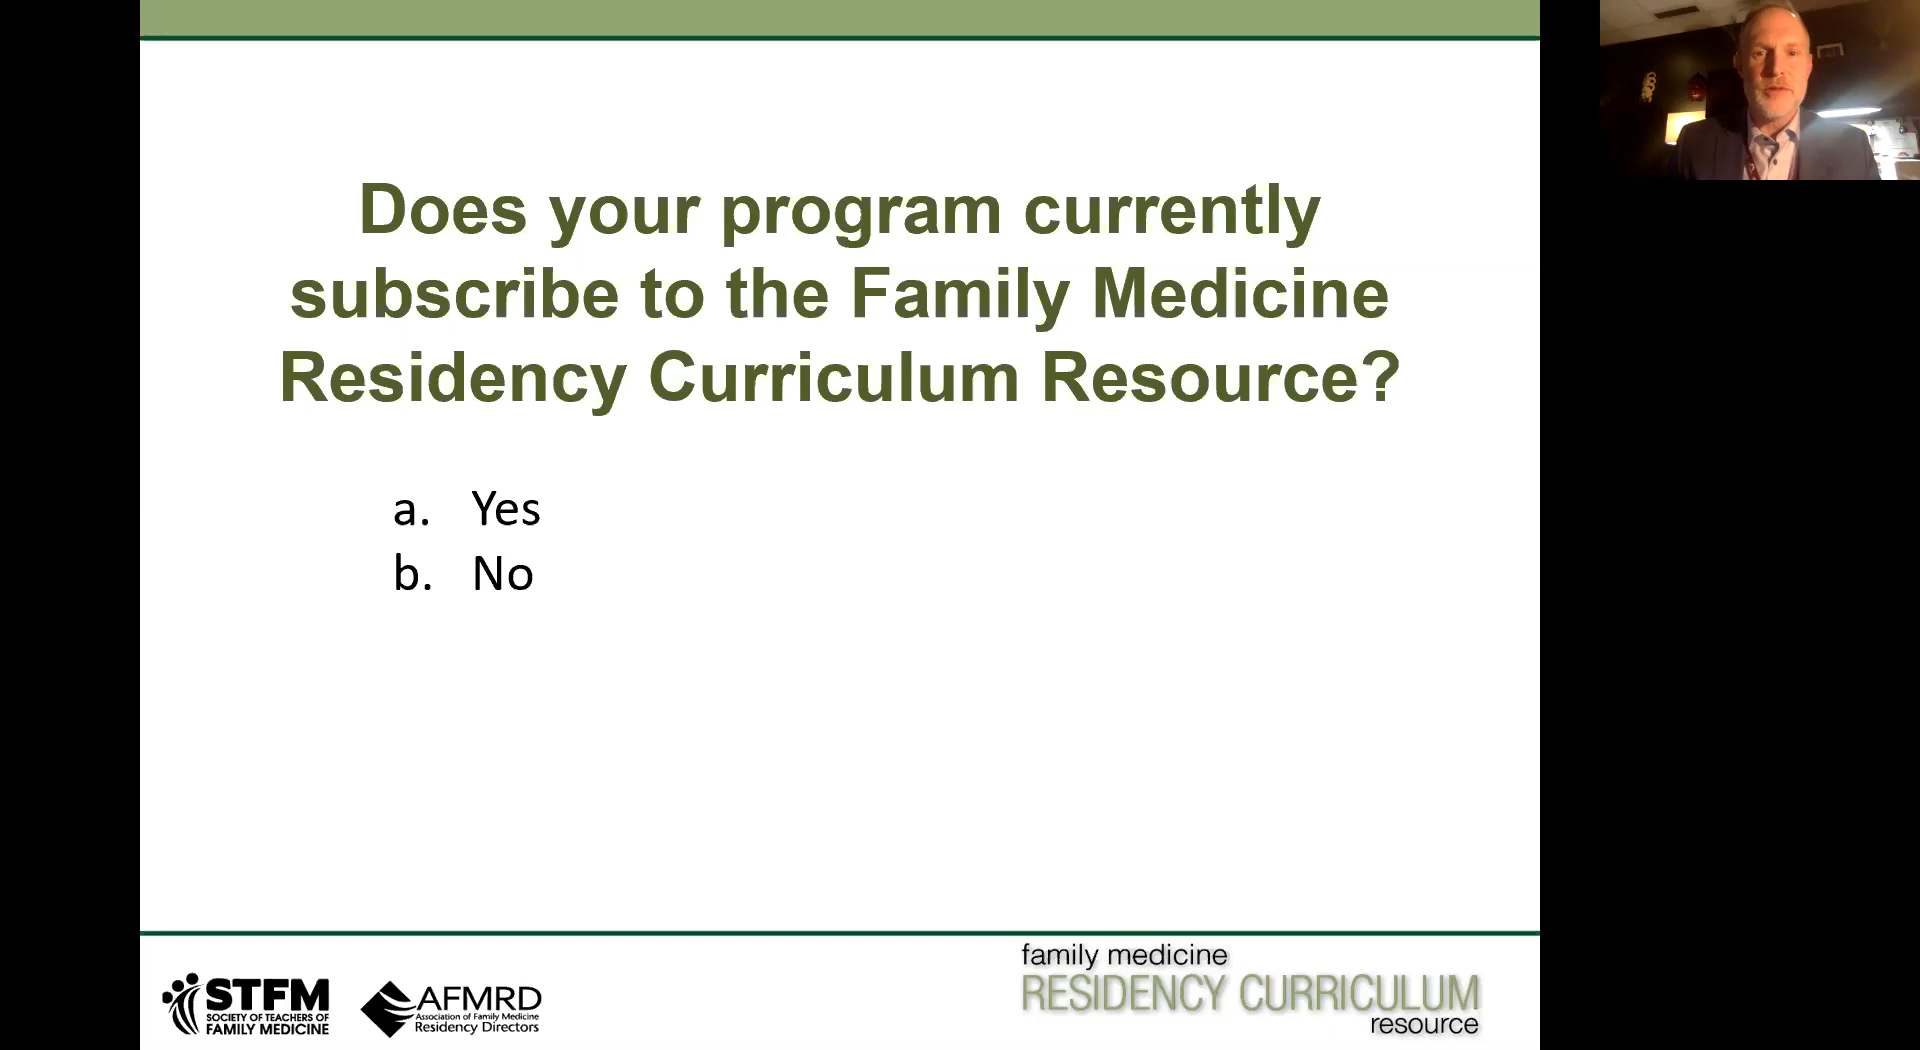 Does your program currently
subscribe to the Family Medicine
Residency Curriculum Resource?
a. Yes
b. No
STFM
SOCIETY OF TEACHERS OF
FAMILY MEDICINE
AFMRD
Association of Family Medicine
Residency Directors
family medicine
RESIDENCY CURRICULUM
resource